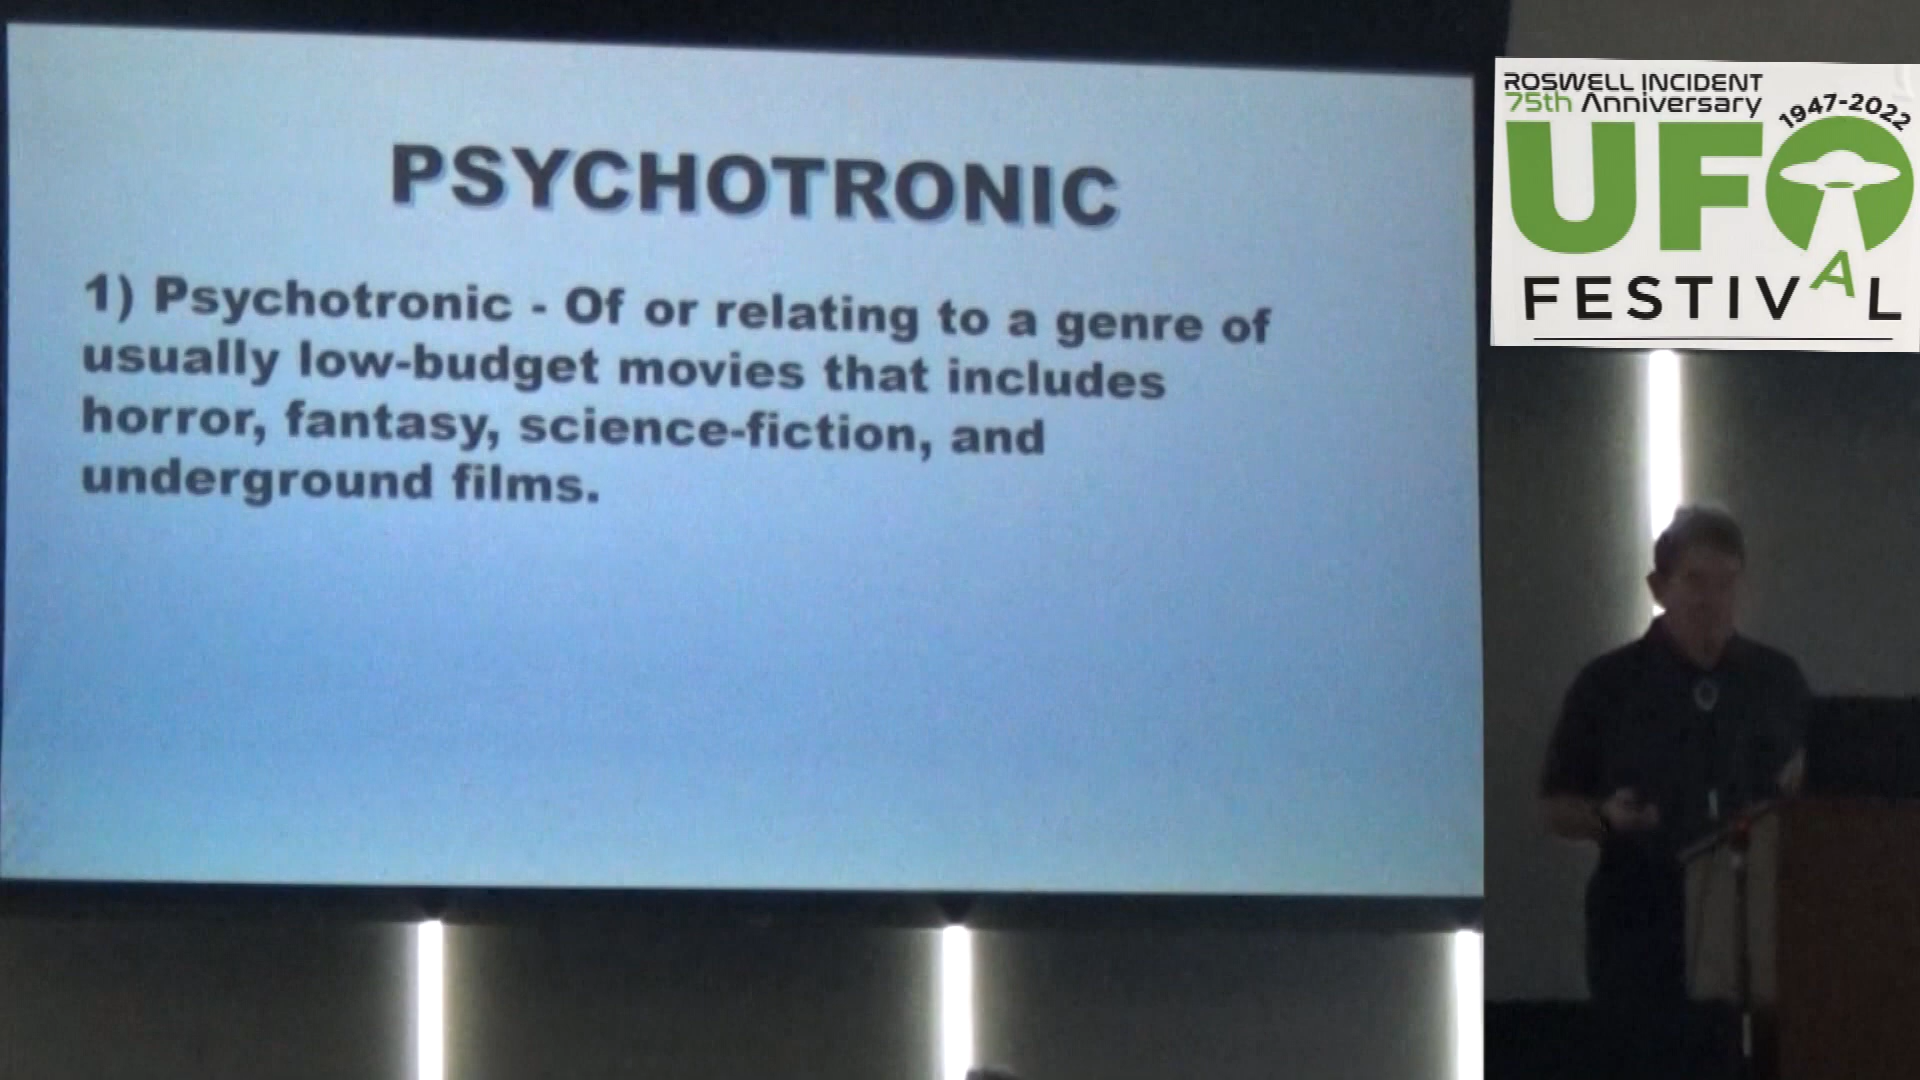 PSYCHOTRONIC
1) Psychotronic - Of or relating to a genre of
usually low-budget movies that includes
horror, fantasy, science-fiction, and
underground films.
ROSWELL INCIDENT
75th Anniversary
1947-2022
UFO
FESTIVAL